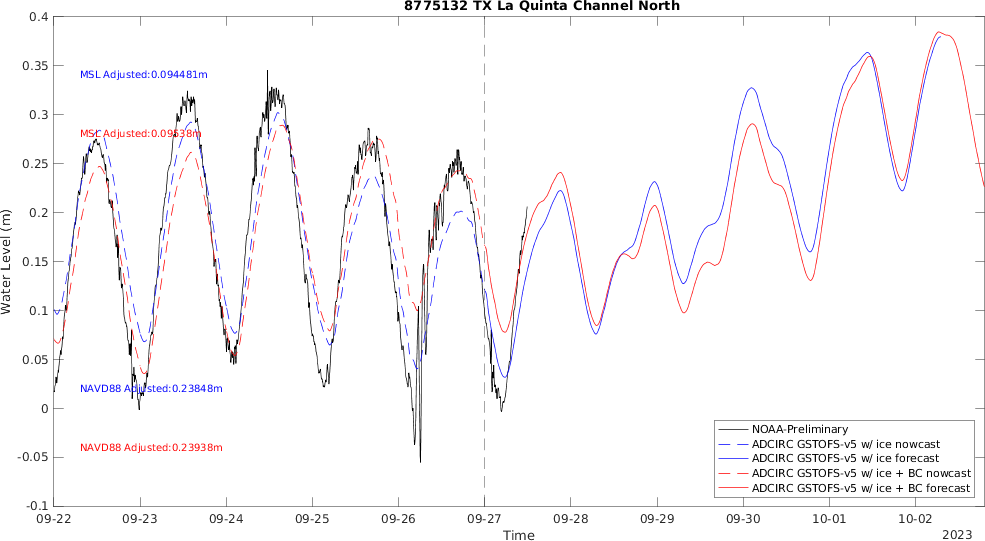 8775132 TX La Quinta Channel North
0.4
0.35
0.3
0.25
0.2
0.15
0.1
0.05
0
-0.05
-0.1
Water Level (m)
MSL Adjusted:0.094481m
MSL Adjusted:0.09538m
NAVD88 Adjusted:0.23848m
NAVD88 Adjusted:0.23938m
NOAA-Preliminary
ADCIRC GSTOFS-v5 w/ ice nowcast
ADCIRC GSTOFS-v5 w/ ice forecast
ADCIRC GSTOFS-v5 w/ ice + BC nowcast
ADCIRC GSTOFS-v5 w/ ice + BC forecast
09-22 09-23 09-24 09-25 09-26 09-27 09-28 09-29 09-30 10-01 10-02
Time
2023